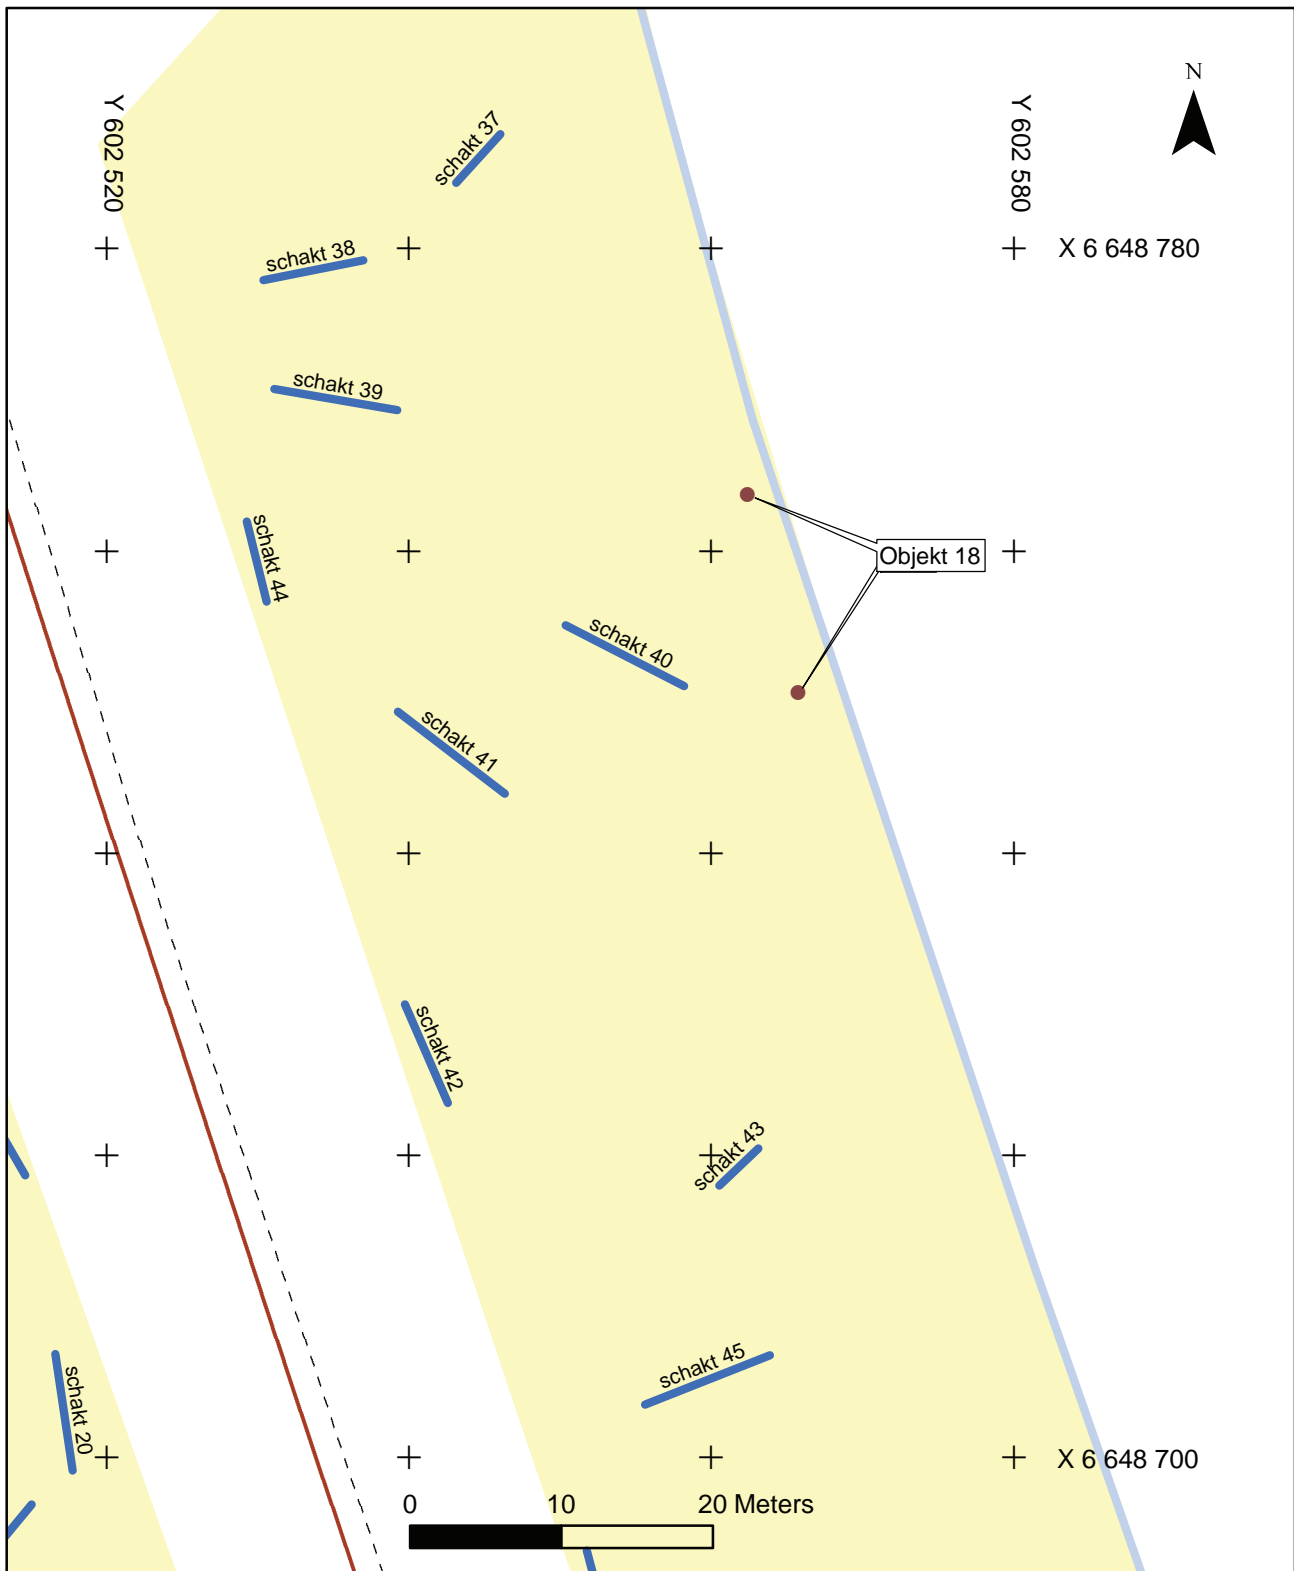 N
Y 602 520
Y 602 580
schakt 37
X 6 648 780
schakt 38
schakt 39
schakt 44
Objekt 18
schakt 40
schakt 41
schakt 42
schakt 43
schakt 45
schakt 20
X 6 648 700
0 10 20 Meters